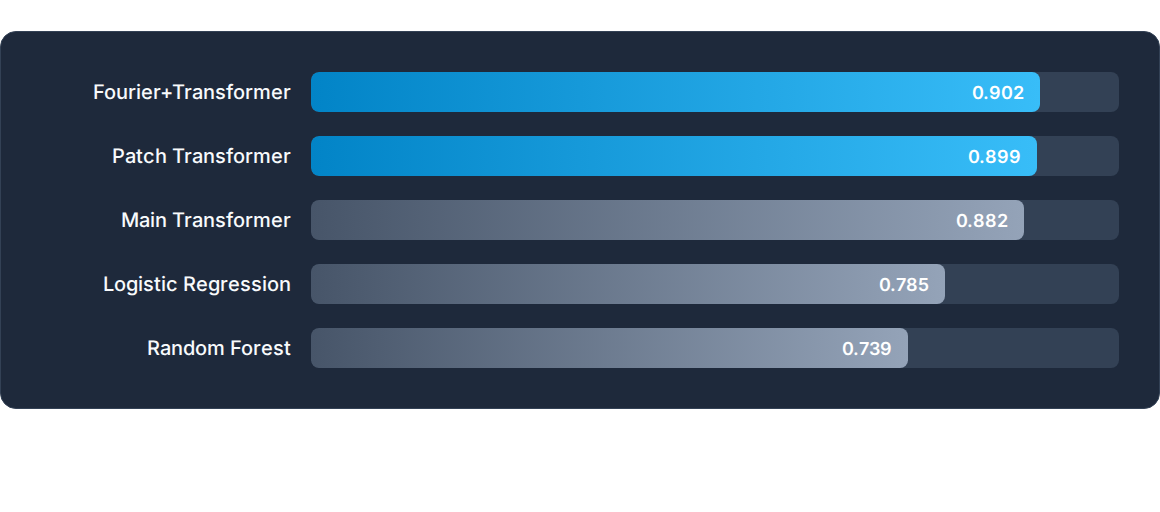 Fourier+Transformer 0.902
Patch Transformer 0.899
Main Transformer 0.882
Logistic Regression 0.785
Random Forest 0.739